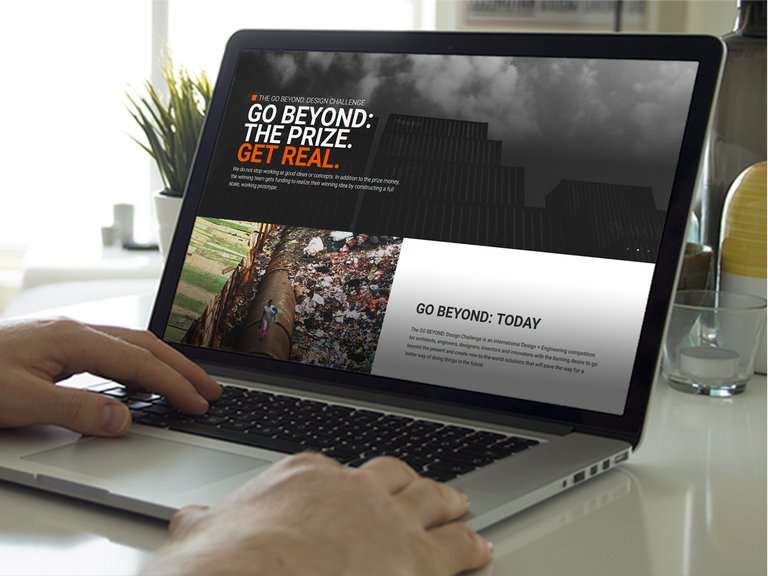 THE GO BEYOND: DESIGN CHALLENGE
GO BEYOND:
THE PRIZE.
GET REAL.
We do not stop working at good ideas or concepts. In addition to the prize money,
the winning team gets funding to realize their winning idea by constructing a full
scale, working prototype.
GO BEYOND: TODAY
The GO BEYOND: Design Challenge is an international Design + Engineering competition
for architects, engineers, designers, inventors and innovators with the burning desire to go
beyond the present and create new-to-the-world solutions that will pave the way for a
better way of doing things in the future.